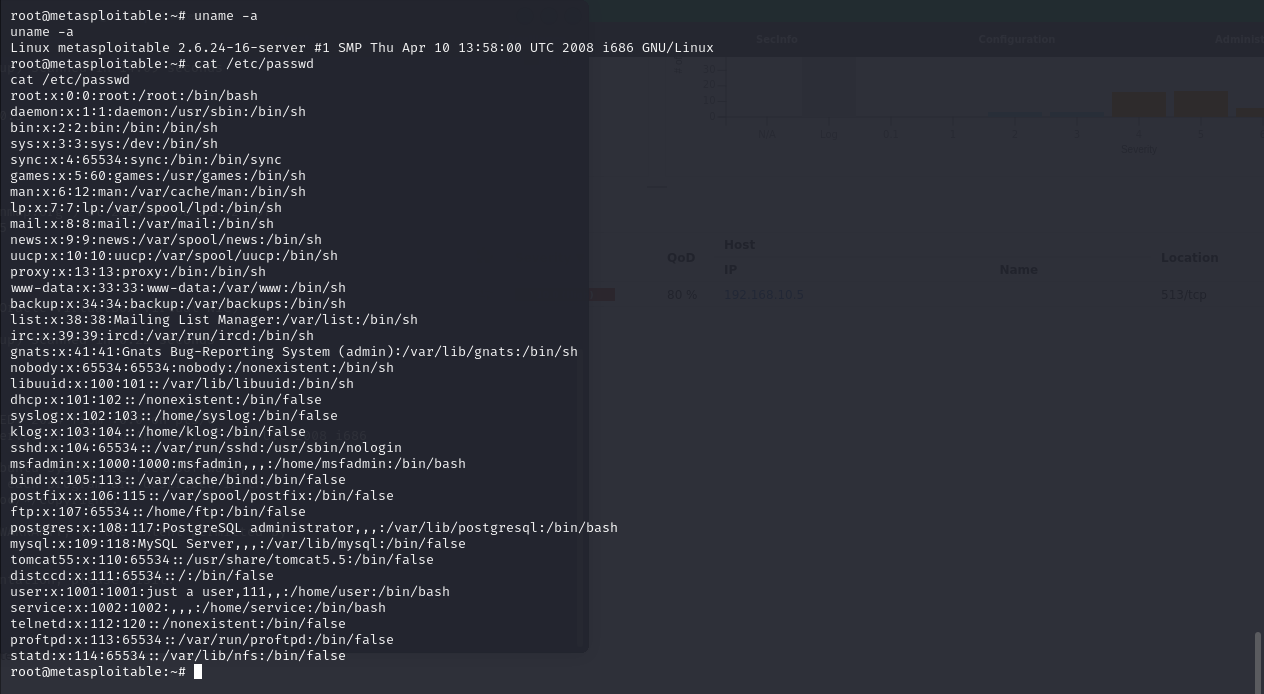 root@metasploitable:~# uname -a
uname -a
Linux metasploitable 2.6.24-16-server #1 SMP Thu Apr 10 13:58:00 UTC 2008 i686 GNU/Linux
root@metasploitable:~# cat /etc/passwd
cat /etc/passwd
root:x:0:0:root:/root:/bin/bash
daemon:x:1:1:daemon:/usr/sbin:/bin/sh
bin:x:2:2:bin:/bin:/bin/sh
sys:x:3:3:sys:/dev:/bin/sh
sync:x:4:65534:sync:/bin:/bin/sync
games:x:5:60:games:/usr/games:/bin/sh
man:x:6:12:man:/var/cache/man:/bin/sh
lp:x:7:7:lp:/var/spool/lpd:/bin/sh
mail:x:8:8:mail:/var/mail:/bin/sh
news:x:9:9:news:/var/spool/news:/bin/sh
uucp:x:10:10:uucp:/var/spool/uucp:/bin/sh
proxy:x:13:13:proxy:/bin:/bin/sh
www-data:x:33:33:www-data:/var/www:/bin/sh
backup:x:34:34:backup:/var/backups:/bin/sh
list:x:38:38:Mailing List Manager:/var/list:/bin/sh
irc:x:39:39:ircd:/var/run/ircd:/bin/sh
gnats:x:41:41:Gnats Bug-Reporting System (admin):/var/lib/gnats:/bin/sh
nobody:x:65534:65534:nobody:/nonexistent:/bin/sh
libuuid:x:100:101::/var/lib/libuuid:/bin/sh
dhcp:x:101:102::/nonexistent:/bin/false
syslog:x:102:103::/home/syslog:/bin/false
klog:x:103:104::/home/klog:/bin/false
sshd:x:104:65534::/var/run/sshd:/usr/sbin/nologin
msfadmin:x:1000:1000:msfadmin,,,:/home/msfadmin:/bin/bash
bind:x:105:113::/var/cache/bind:/bin/false
postfix:x:106:115::/var/spool/postfix:/bin/false
ftp:x:107:65534::/home/ftp:/bin/false
postgres:x:108:117:PostgreSQL administrator,,,:/var/lib/postgresql:/bin/bash
mysql:x:109:118:MySQL Server,,,:/var/lib/mysql:/bin/false
tomcat55:x:110:65534::/usr/share/tomcat5.5:/bin/false
distccd:x:111:65534::/:/bin/false
user:x:1001:1001:just a user,111,,:/home/user:/bin/bash
service:x:1002:1002:,,,:/home/service:/bin/bash
telnetd:x:112:120::/nonexistent:/bin/false
proftpd:x:113:65534::/var/run/proftpd:/bin/false
statd:x:114:65534::/var/lib/nfs:/bin/false
root@metasploitable:~#
SecInfo Configuration
Severity
Host
QoD Location
IP Name
80 % 192.168.10.5 513/tcp